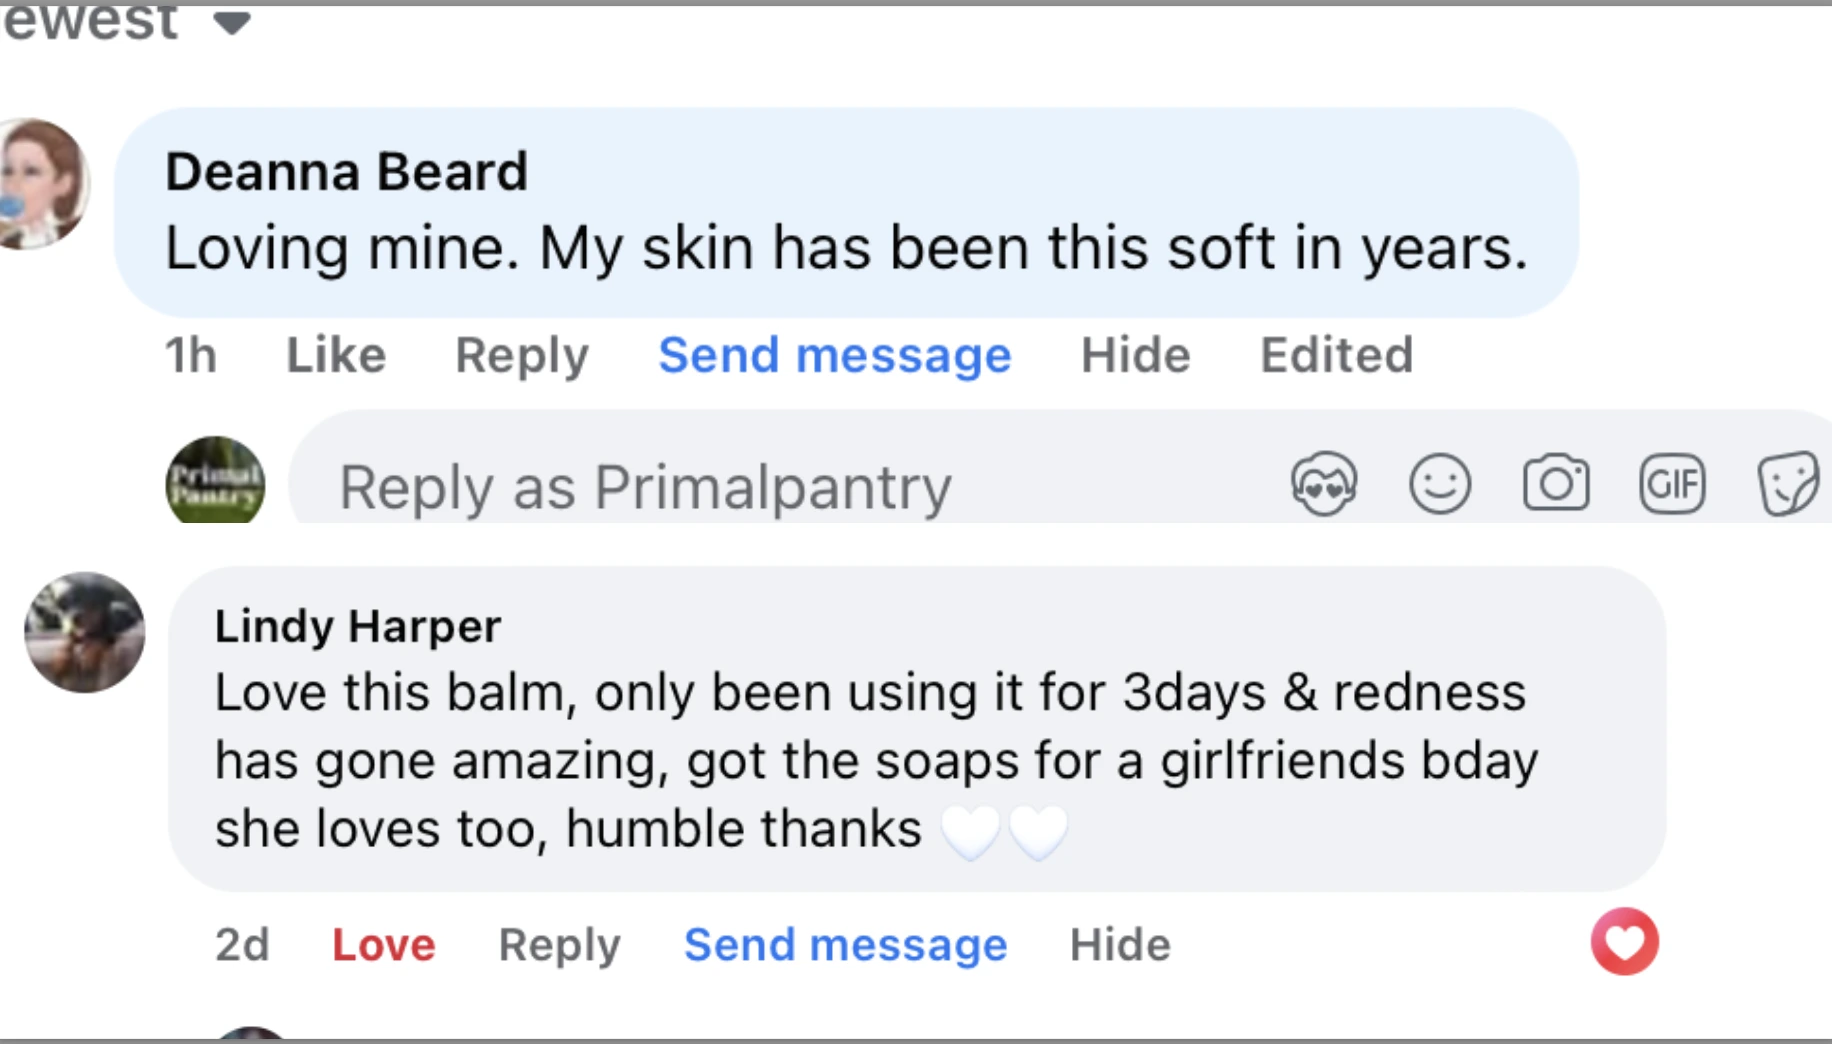 ewest
Deanna Beard
Loving mine. My skin has been this soft in years.
1h Like Reply Send message Hide Edited
Primal
Pantry
Reply as Primalpantry
GIF
Lindy Harper
Love this balm, only been using it for 3days & redness
has gone amazing, got the soaps for a girlfriends bday
she loves too, humble thanks 🤍🤍
2d Love Reply Send message Hide